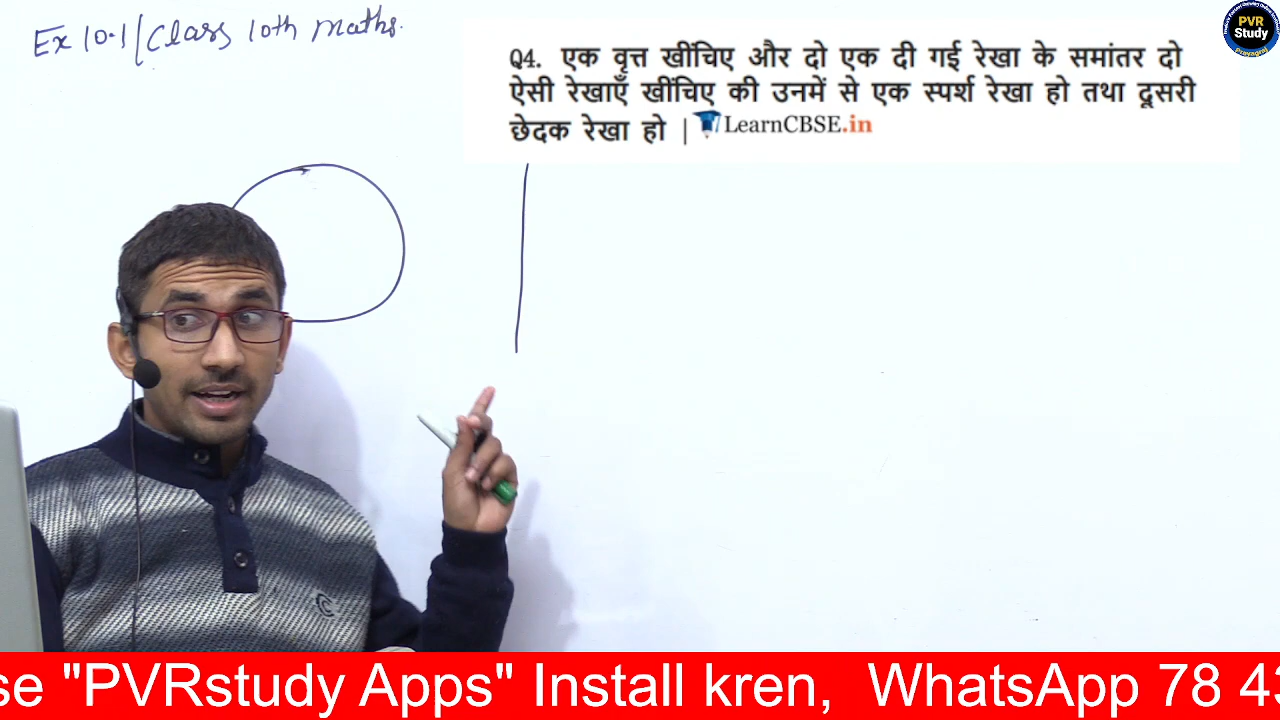 Ex 10.1 / Class 10th Maths.
PVR
Study
Prayagraj
Q4. एक वृत्त खींचिए और दो एक दी गई रेखा के समांतर दो
ऐसी रेखाएँ खींचिए की उनमें से एक स्पर्श रेखा हो तथा दूसरी
छेदक रेखा हो | LearnCBSE.in
se "PVRstudy Apps" Install kren, WhatsApp 78 43